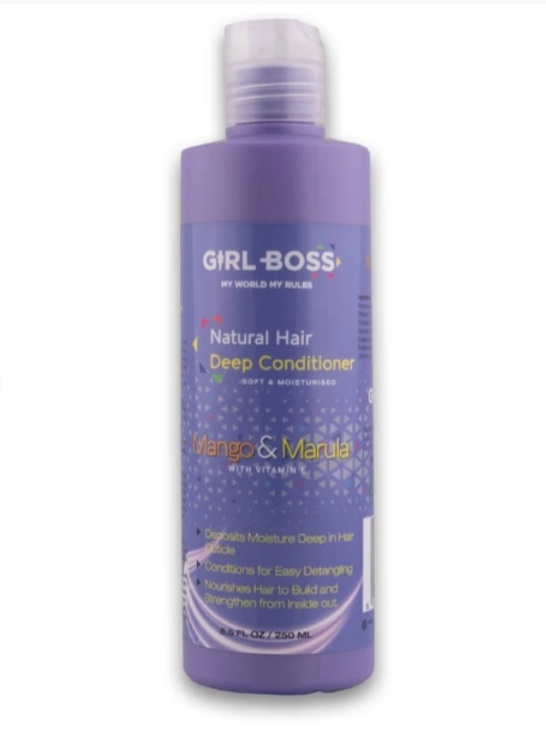 GIRL BOSS
MY WORLD MY RULES
Natural Hair
Deep Conditioner
-SOFT & MOISTURISED
Mango & Marula
WITH VITAMIN E
Deposits Moisture Deep in Hair
Cuticle
Conditions for Easy Detangling
Nourishes Hair to Build and
Strengthen from Inside out.
8.5 FL OZ / 250 ML